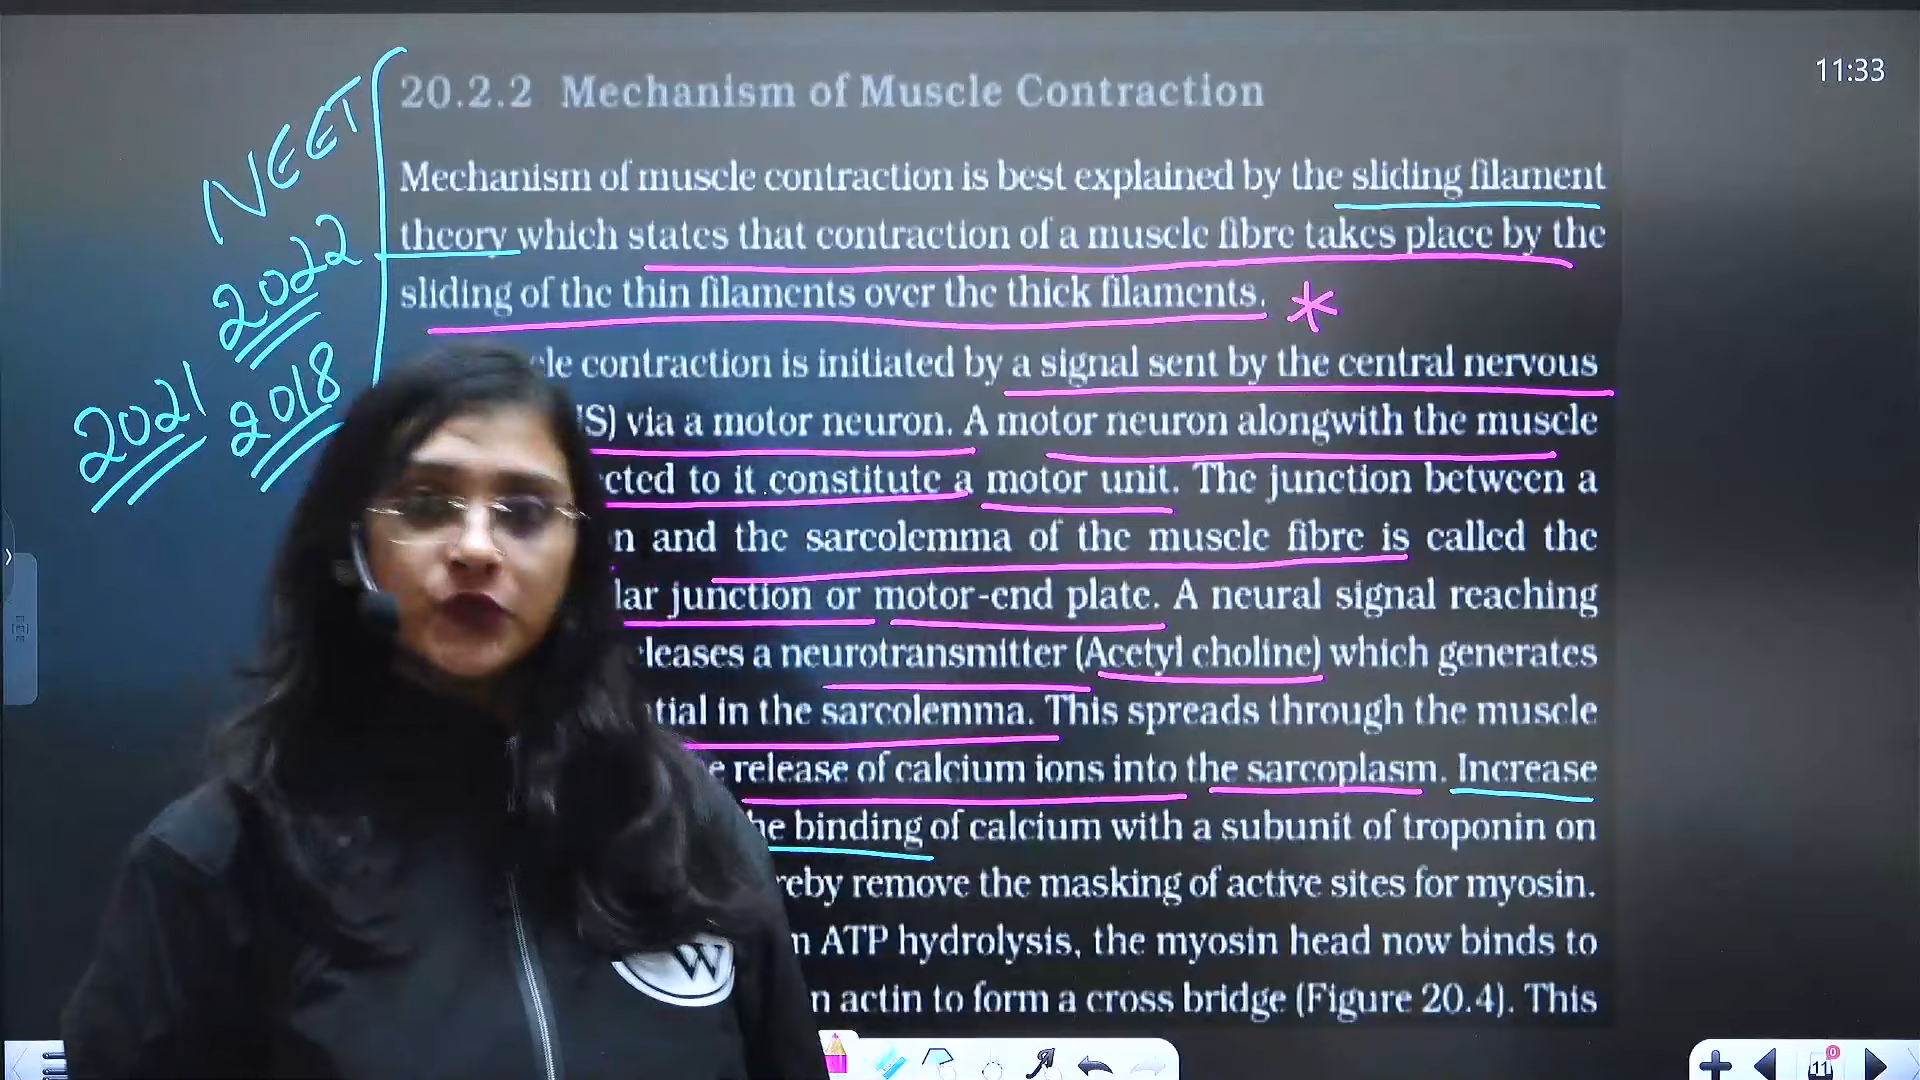 11:33
NEET
2022
2021
2018
20.2.2 Mechanism of Muscle Contraction
Mechanism of muscle contraction is best explained by the sliding filament
theory which states that contraction of a muscle fibre takes place by the
sliding of the thin filaments over the thick filaments. *
contraction is initiated by a signal sent by the central nervous
via a motor neuron. A motor neuron alongwith the muscle
to it constitute a motor unit. The junction between a
and the sarcolemma of the muscle fibre is called the
junction or motor-end plate. A neural signal reaching
a neurotransmitter (Acetyl choline) which generates
in the sarcolemma. This spreads through the muscle
release of calcium ions into the sarcoplasm. Increase
binding of calcium with a subunit of troponin on
remove the masking of active sites for myosin.
ATP hydrolysis, the myosin head now binds to
actin to form a cross bridge (Figure 20.4). This
W
11
0